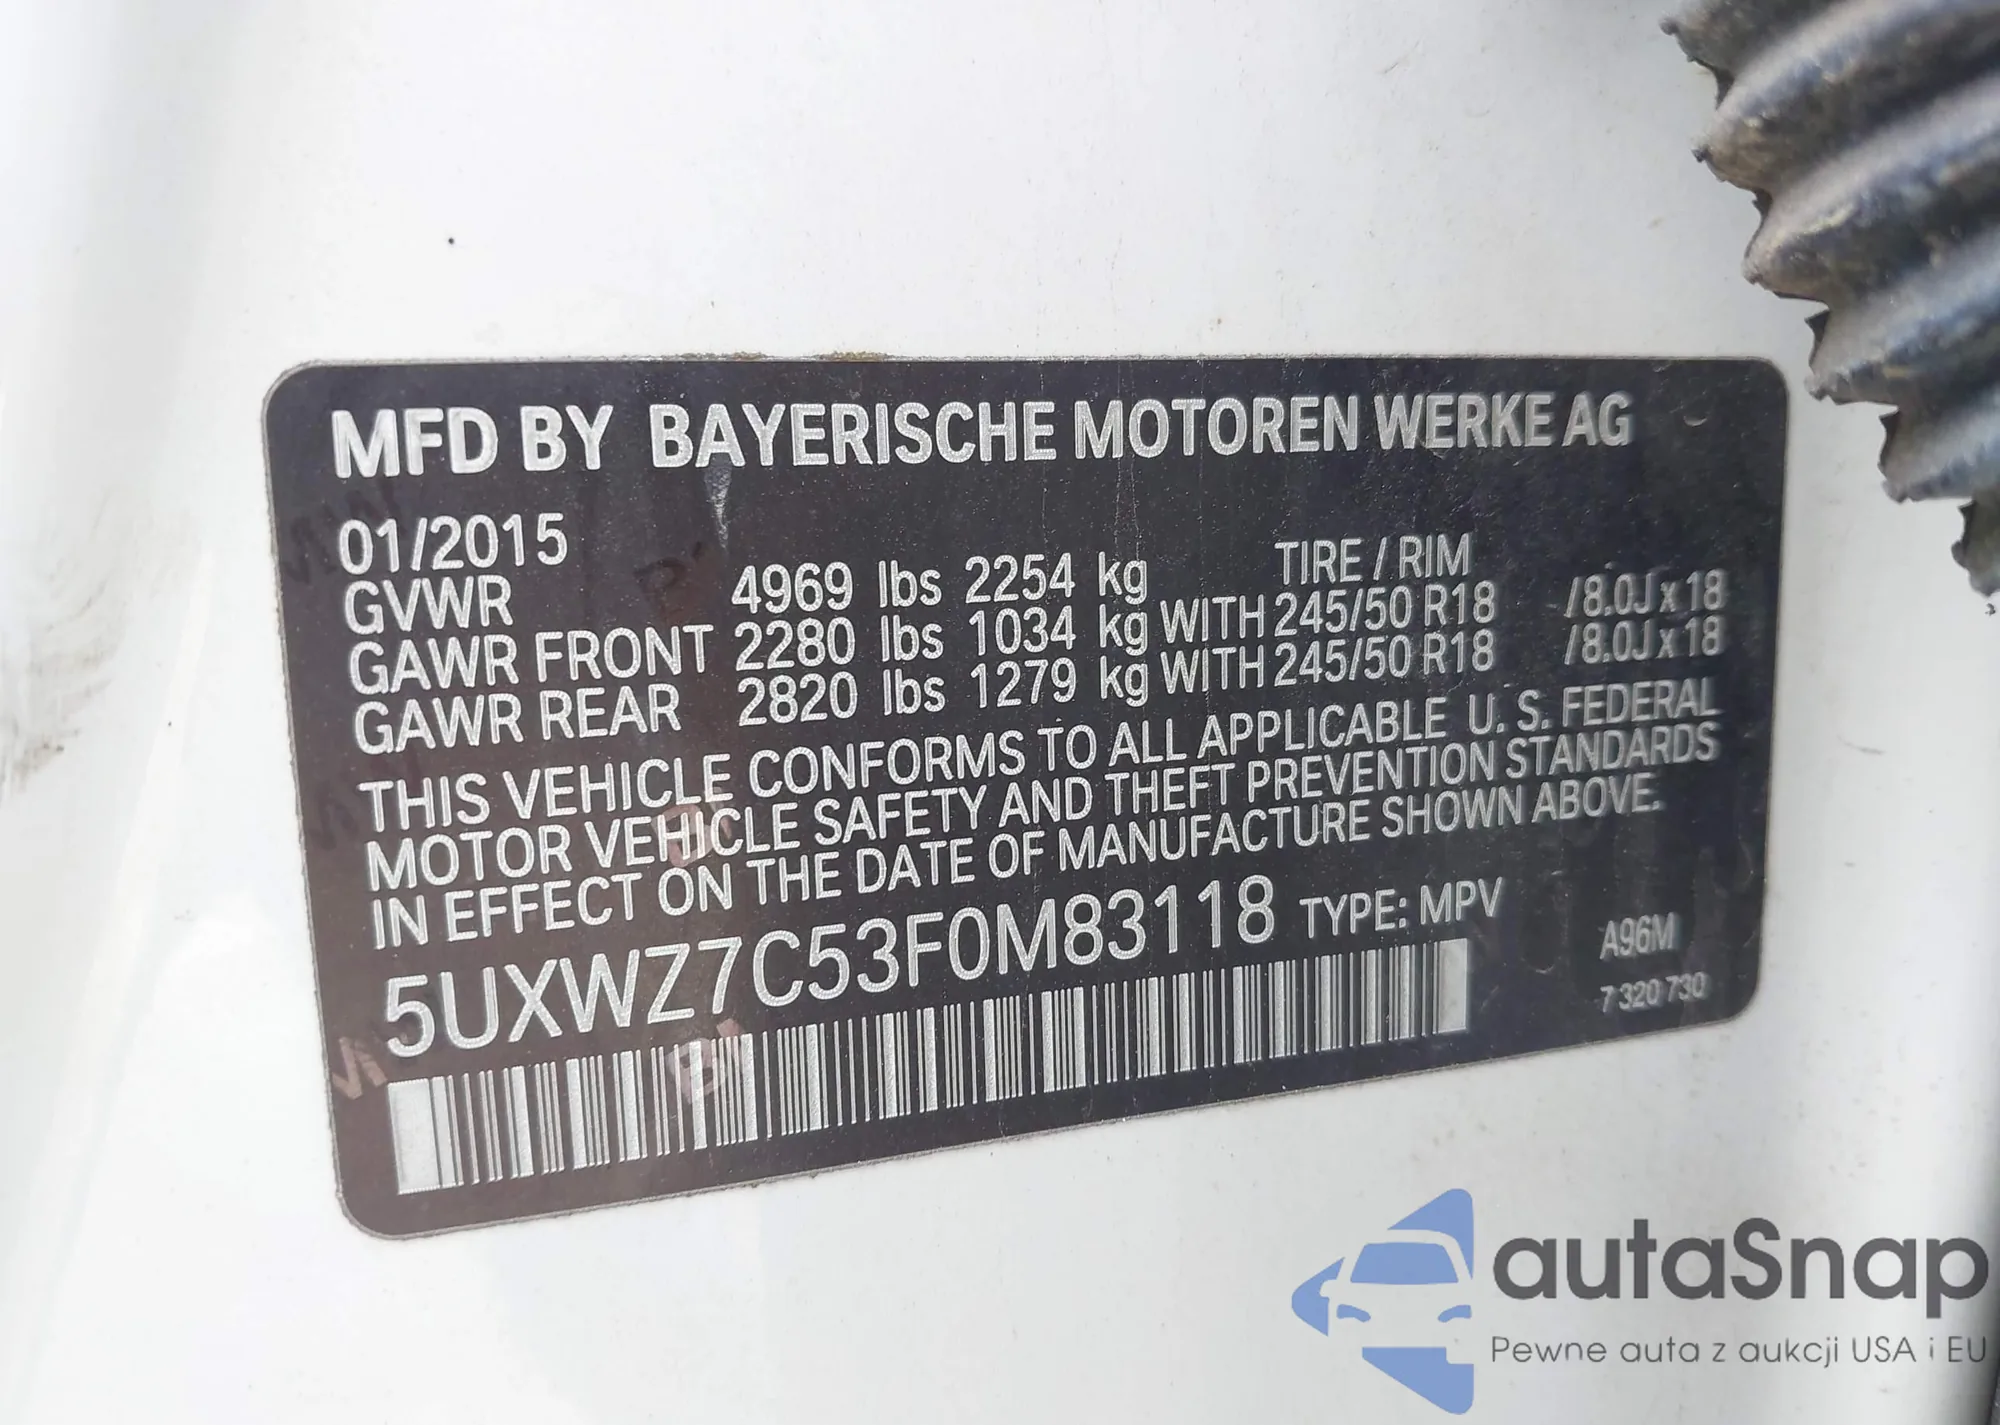 MFD BY BAYERISCHE MOTOREN WERKE AG
01/2015 TIRE / RIM
GVWR 4969 lbs 2254 kg
GAWR FRONT 2280 lbs 1034 kg WITH 245/50 R18 /8.0J x 18
GAWR REAR 2820 lbs 1279 kg WITH 245/50 R18 /8.0J x 18
THIS VEHICLE CONFORMS TO ALL APPLICABLE U. S. FEDERAL
MOTOR VEHICLE SAFETY AND THEFT PREVENTION STANDARDS
IN EFFECT ON THE DATE OF MANUFACTURE SHOWN ABOVE.
5UXWZ7C53F0M83118 TYPE: MPV
A96M
7 320 730
autaSnap
Pewne auta z aukcji USA i EU